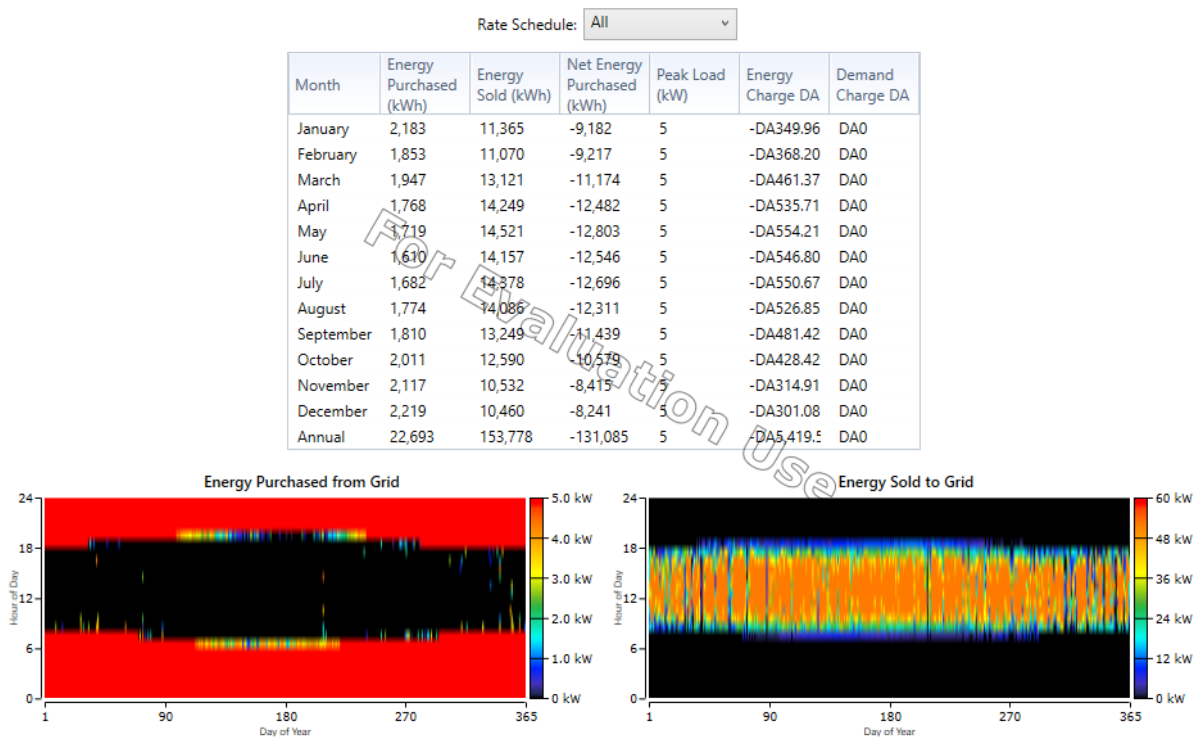 Rate Schedule: All
Month Energy Purchased (kWh) Energy Sold (kWh) Net Energy Purchased (kWh) Peak Load (kW) Energy Charge DA Demand Charge DA
January 2,183 11,365 -9,182 5 -DA349.96 DA0
February 1,853 11,070 -9,217 5 -DA368.20 DA0
March 1,947 13,121 -11,174 5 -DA461.37 DA0
April 1,768 14,249 -12,482 5 -DA535.71 DA0
May 1,719 14,521 -12,803 5 -DA554.21 DA0
June 1,610 14,157 -12,546 5 -DA546.80 DA0
July 1,682 14,378 -12,696 5 -DA550.67 DA0
August 1,774 14,086 -12,311 5 -DA526.85 DA0
September 1,810 13,249 -11,439 5 -DA481.42 DA0
October 2,011 12,590 -10,579 5 -DA428.42 DA0
November 2,117 10,532 -8,415 5 -DA314.91 DA0
December 2,219 10,460 -8,241 5 -DA301.08 DA0
Annual 22,693 153,778 -131,085 5 -DA5,419.5 DA0
For Evaluation Use
Energy Purchased from Grid
24
18
12
6
0
Hour of Day
1 90 180 270 365
Day of Year
5.0 kW
4.0 kW
3.0 kW
2.0 kW
1.0 kW
0 kW
Energy Sold to Grid
24
18
12
6
0
Hour of Day
1 90 180 270 365
Day of Year
60 kW
48 kW
36 kW
24 kW
12 kW
0 kW